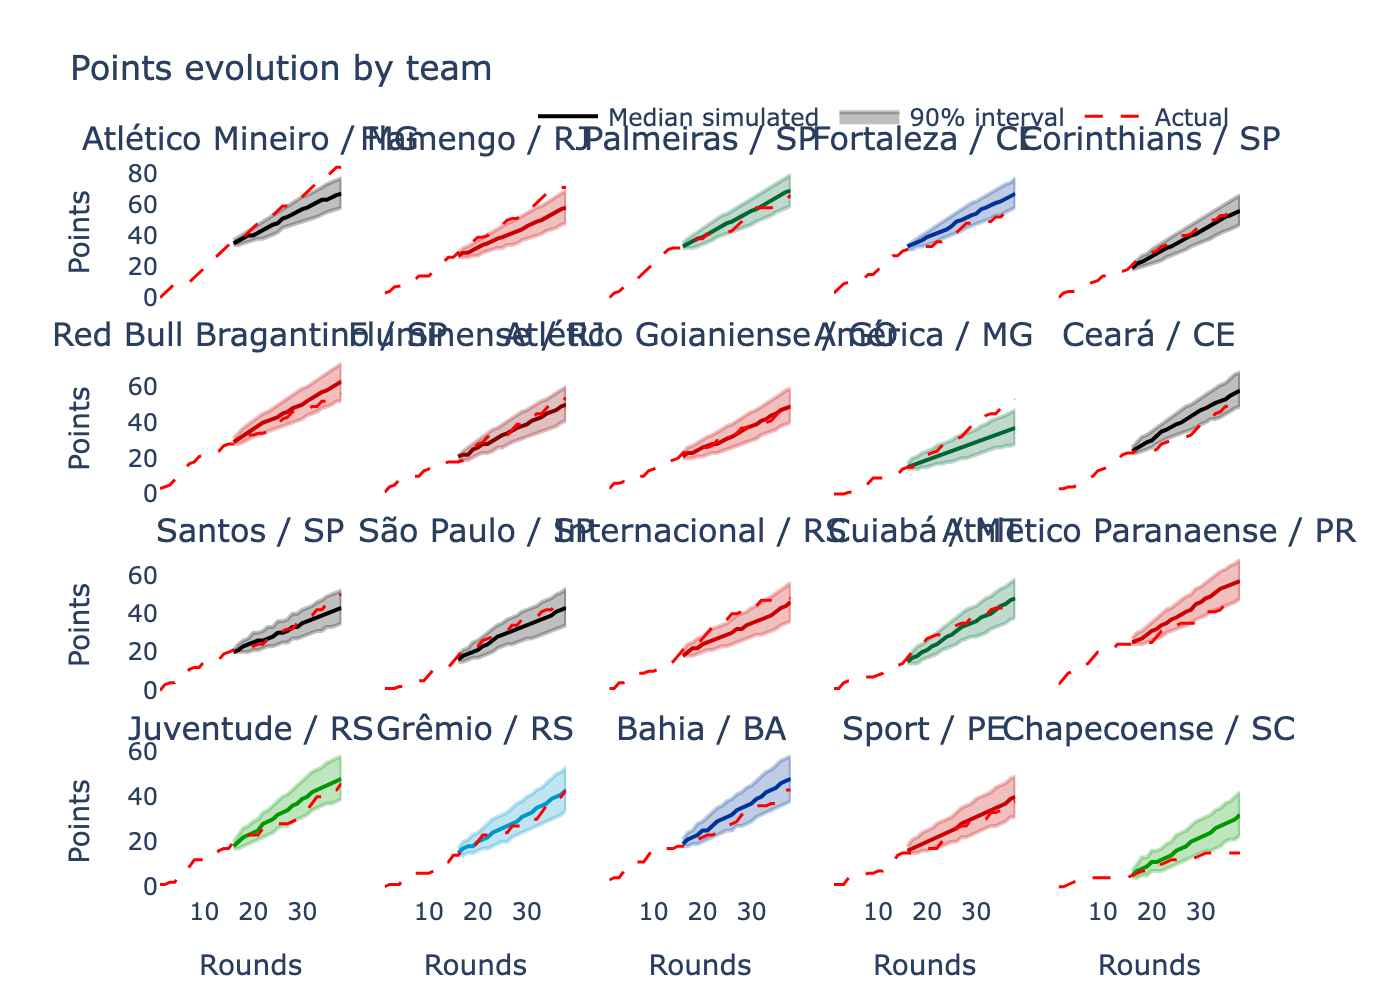 Points evolution by team
Median simulated 90% interval Actual
Atlético Mineiro / MG Flamengo / RJ Palmeiras / SP Fortaleza / CE Corinthians / SP
80
60
40
20
0
Points
Red Bull Bragantino / SP Fluminense / RJ Atlético Goianiense / GO América / MG Ceará / CE
60
40
20
0
Points
Santos / SP São Paulo / SP Internacional / RS Cuiabá / MT Athletico Paranaense / PR
60
40
20
0
Points
Juventude / RS Grêmio / RS Bahia / BA Sport / PE Chapecoense / SC
60
40
20
0
Points
10 20 30 10 20 30 10 20 30 10 20 30 10 20 30
Rounds Rounds Rounds Rounds Rounds